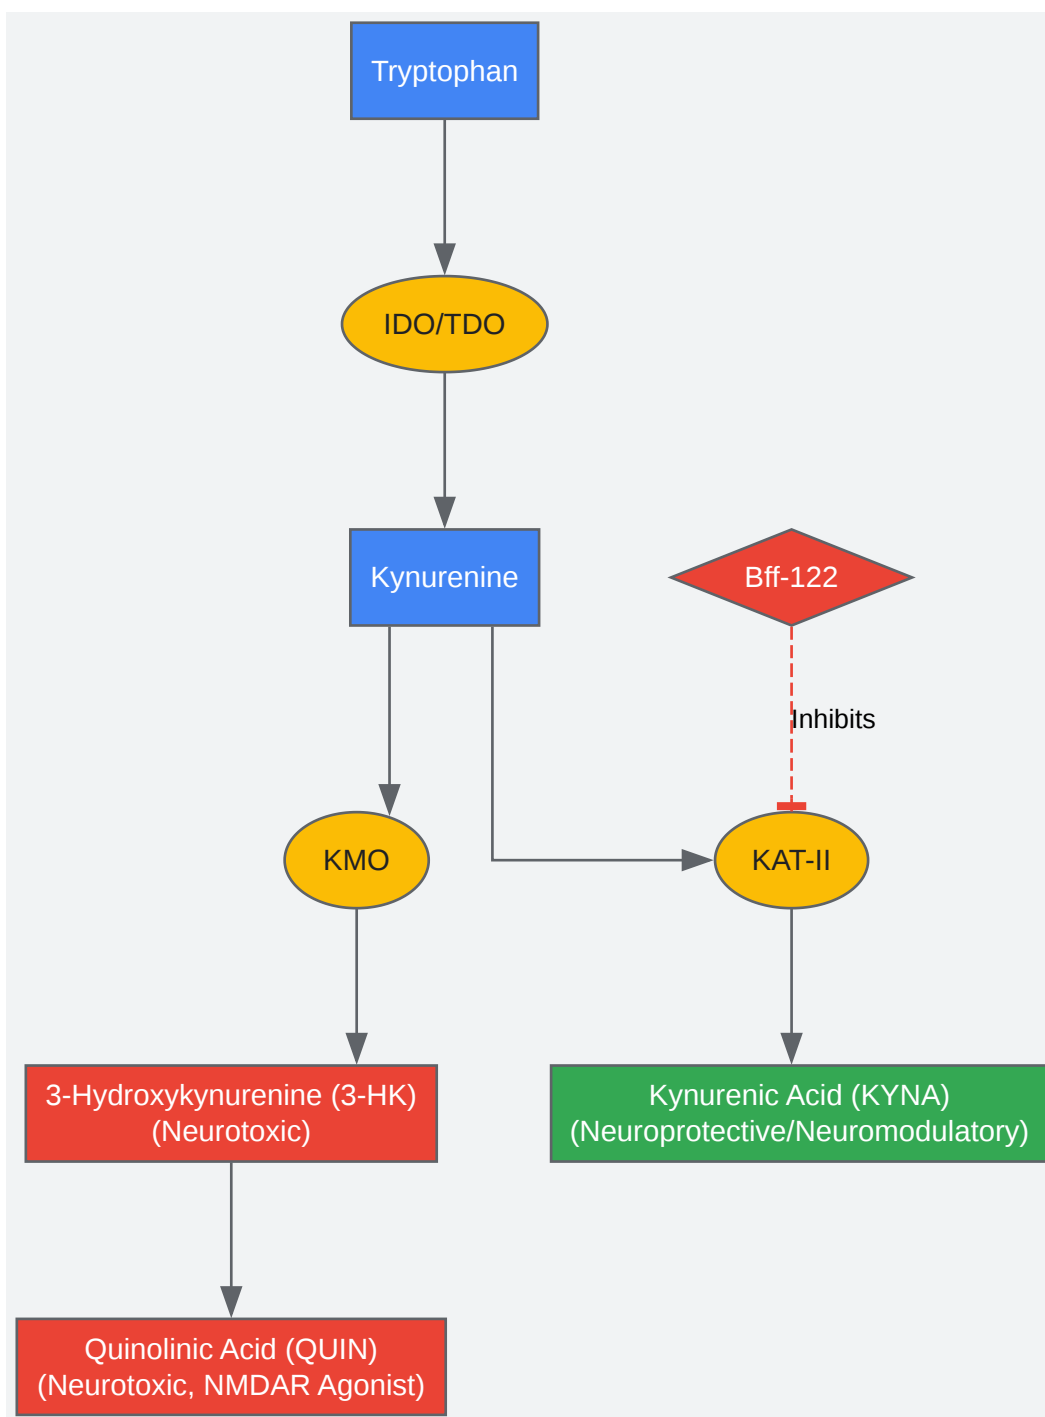 Tryptophan
IDO/TDO
Kynurenine
Bff-122
Inhibits
KMO
KAT-II
3-Hydroxykynurenine (3-HK)
(Neurotoxic)
Kynurenic Acid (KYNA)
(Neuroprotective/Neuromodulatory)
Quinolinic Acid (QUIN)
(Neurotoxic, NMDAR Agonist)